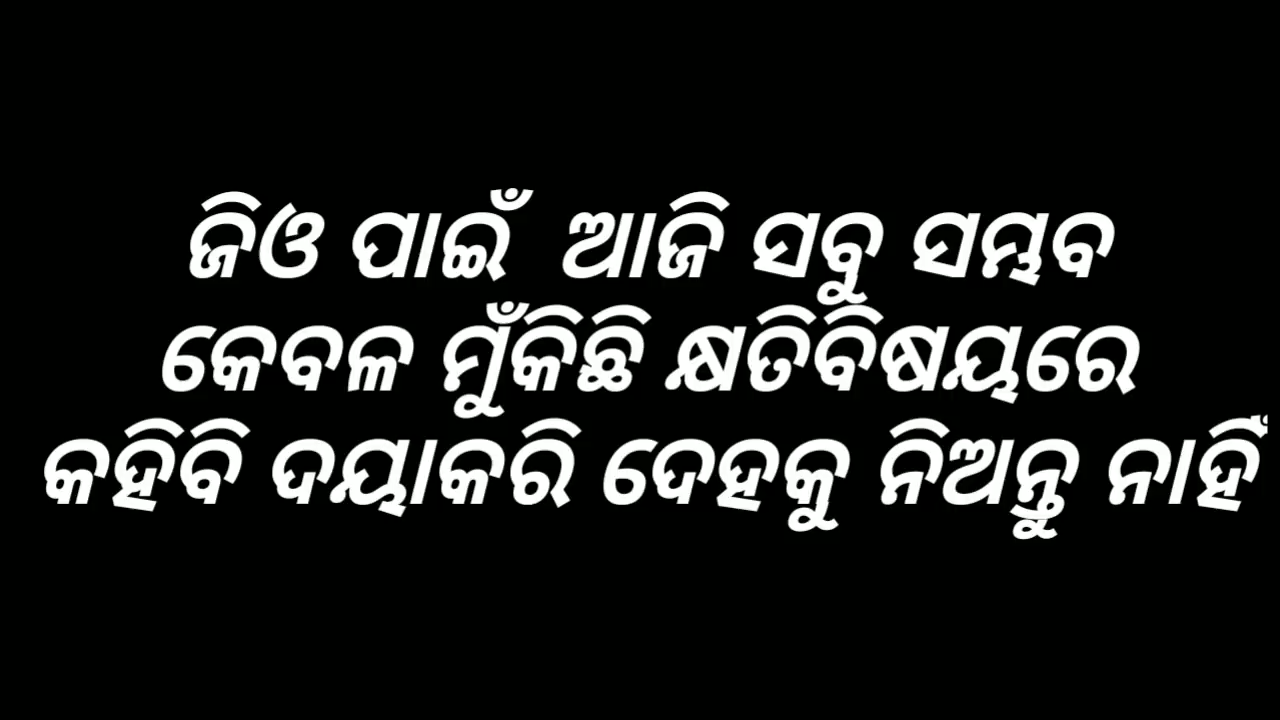 ଜିଓ ପାଇଁ ଆଜି ସବୁ ସମ୍ଭବ
କେବଳ ମୁଁକିଛି କ୍ଷତିବିଷୟରେ
କହିବି ଦୟାକରି ଦେହକୁ ନିଅନ୍ତୁ ନାହିଁ